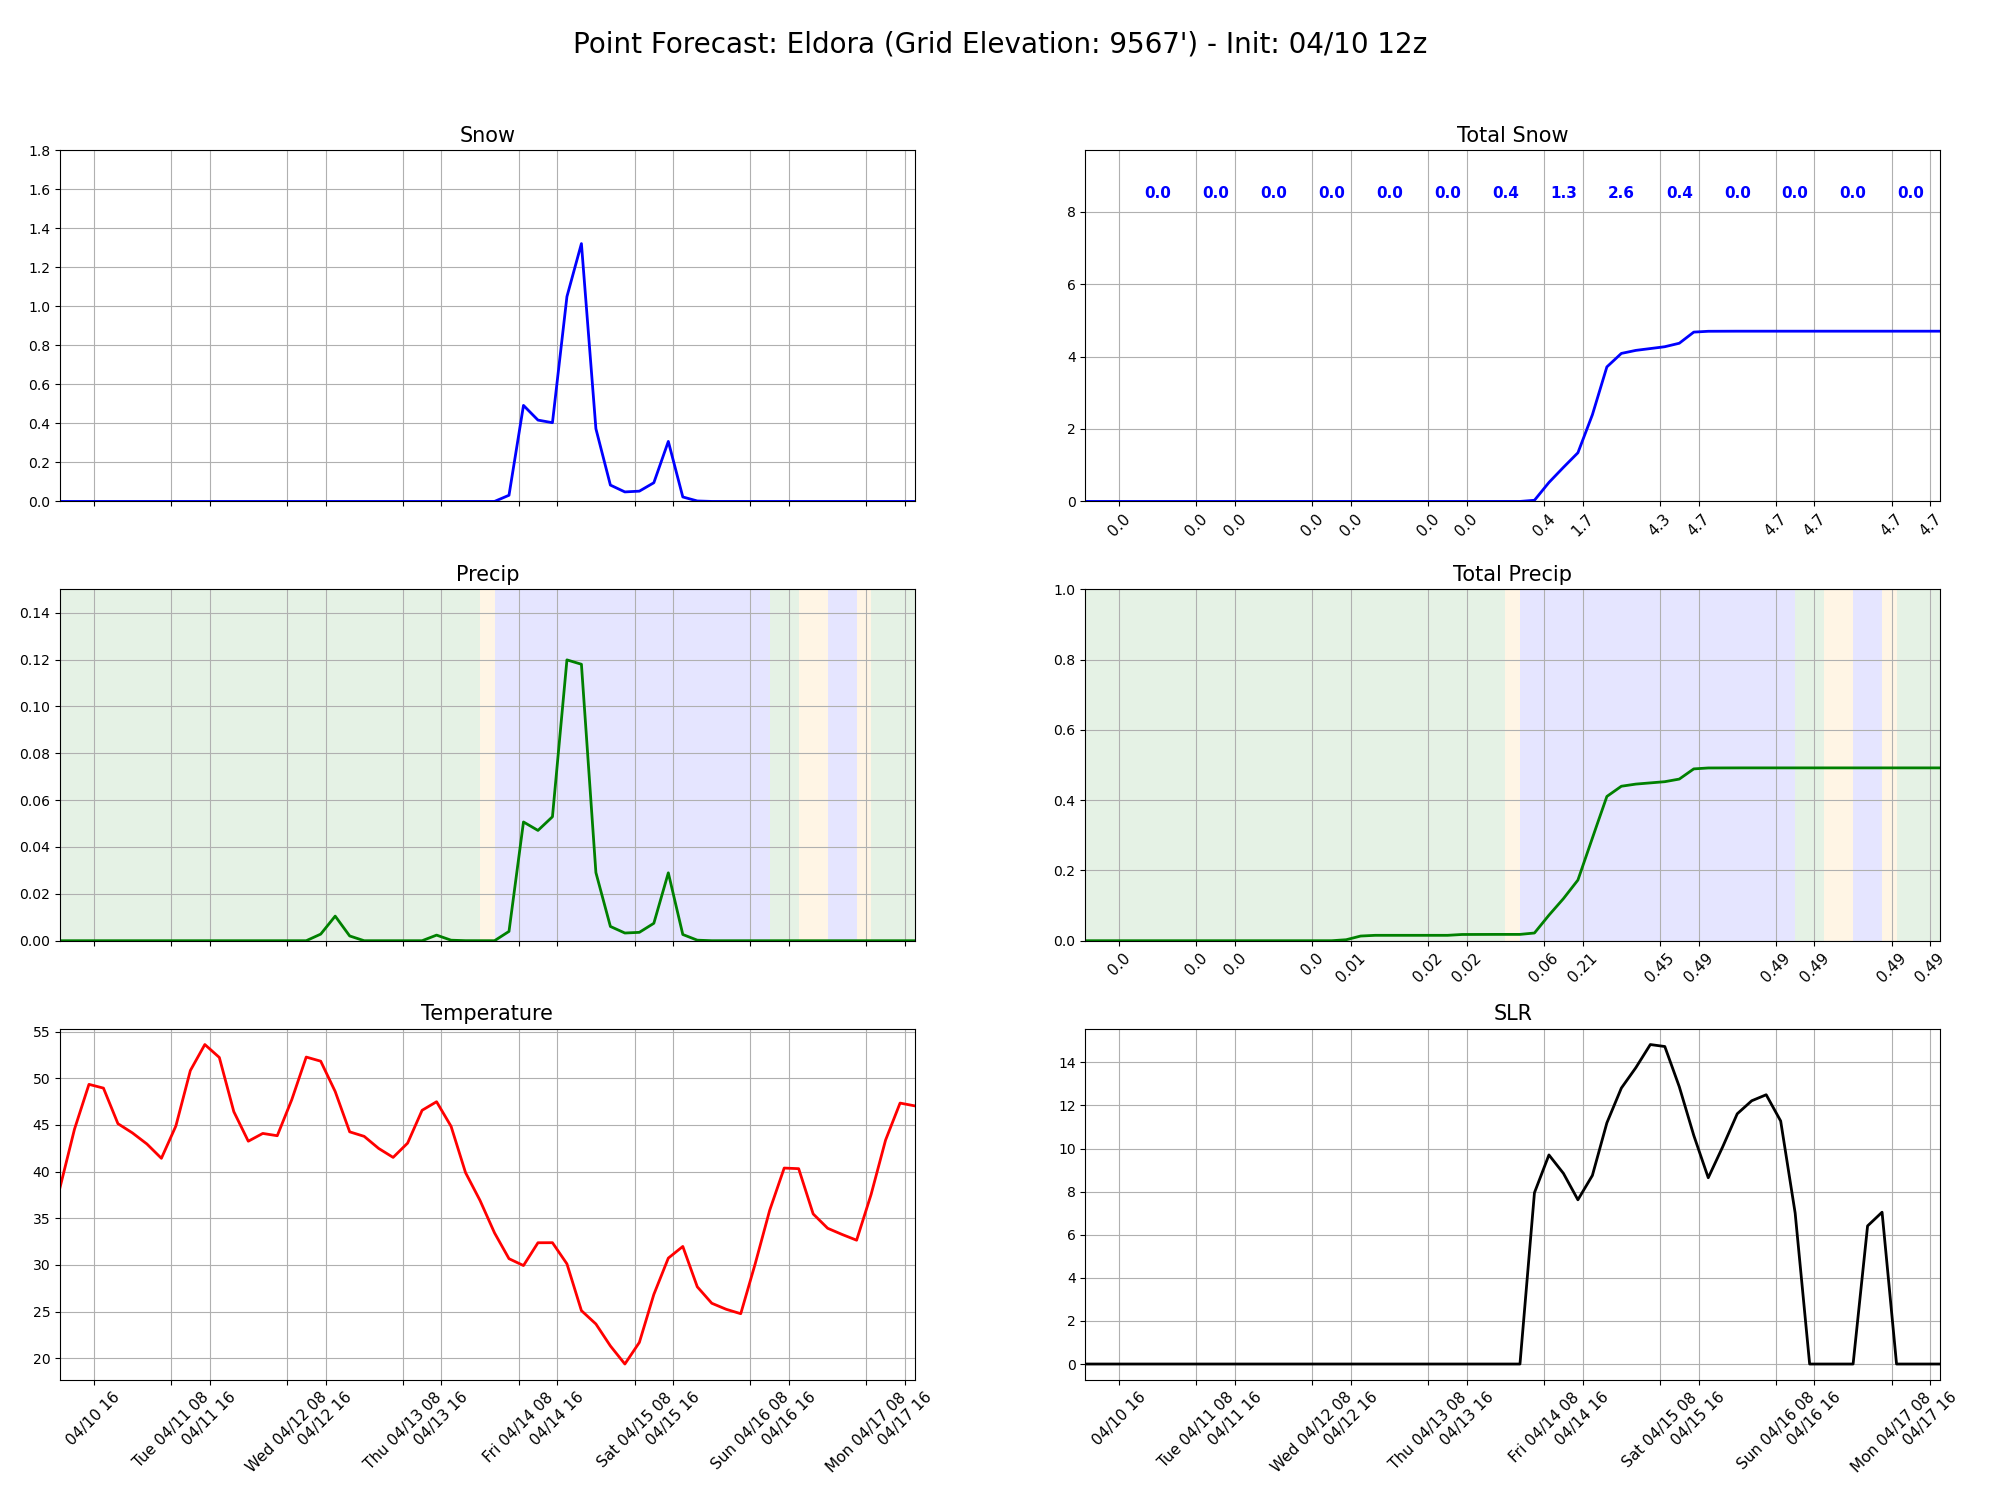 Point Forecast: Eldora (Grid Elevation: 9567') - Init: 04/10 12z
Snow
1.8
1.6
1.4
1.2
1.0
0.8
0.6
0.4
0.2
0.0
Total Snow
0.0 0.0 0.0 0.0 0.0 0.0 0.4 1.3 2.6 0.4 0.0 0.0 0.0 0.0
8
6
4
2
0
0.0 0.0 0.0 0.0 0.0 0.0 0.0 0.4 1.7 4.3 4.7 4.7 4.7 4.7 4.7
Precip
0.14
0.12
0.10
0.08
0.06
0.04
0.02
0.00
Total Precip
1.0
0.8
0.6
0.4
0.2
0.0
0.0 0.0 0.0 0.0 0.01 0.02 0.02 0.06 0.21 0.45 0.49 0.49 0.49 0.49 0.49
Temperature
55
50
45
40
35
30
25
20
04/10 16
Tue 04/11 08
04/11 16
Wed 04/12 08
04/12 16
Thu 04/13 08
04/13 16
Fri 04/14 08
04/14 16
Sat 04/15 08
04/15 16
Sun 04/16 08
04/16 16
Mon 04/17 08
04/17 16
SLR
14
12
10
8
6
4
2
0
04/10 16
Tue 04/11 08
04/11 16
Wed 04/12 08
04/12 16
Thu 04/13 08
04/13 16
Fri 04/14 08
04/14 16
Sat 04/15 08
04/15 16
Sun 04/16 08
04/16 16
Mon 04/17 08
04/17 16